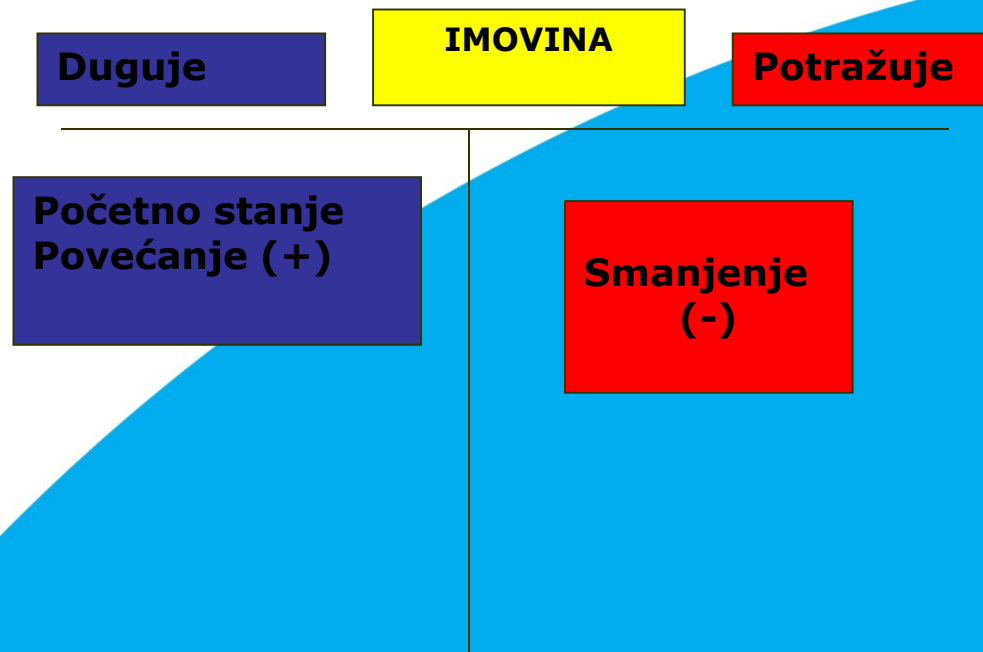 Duguje
IMOVINA
Potražuje
Početno stanje
Povećanje (+)
Smanjenje
(-)